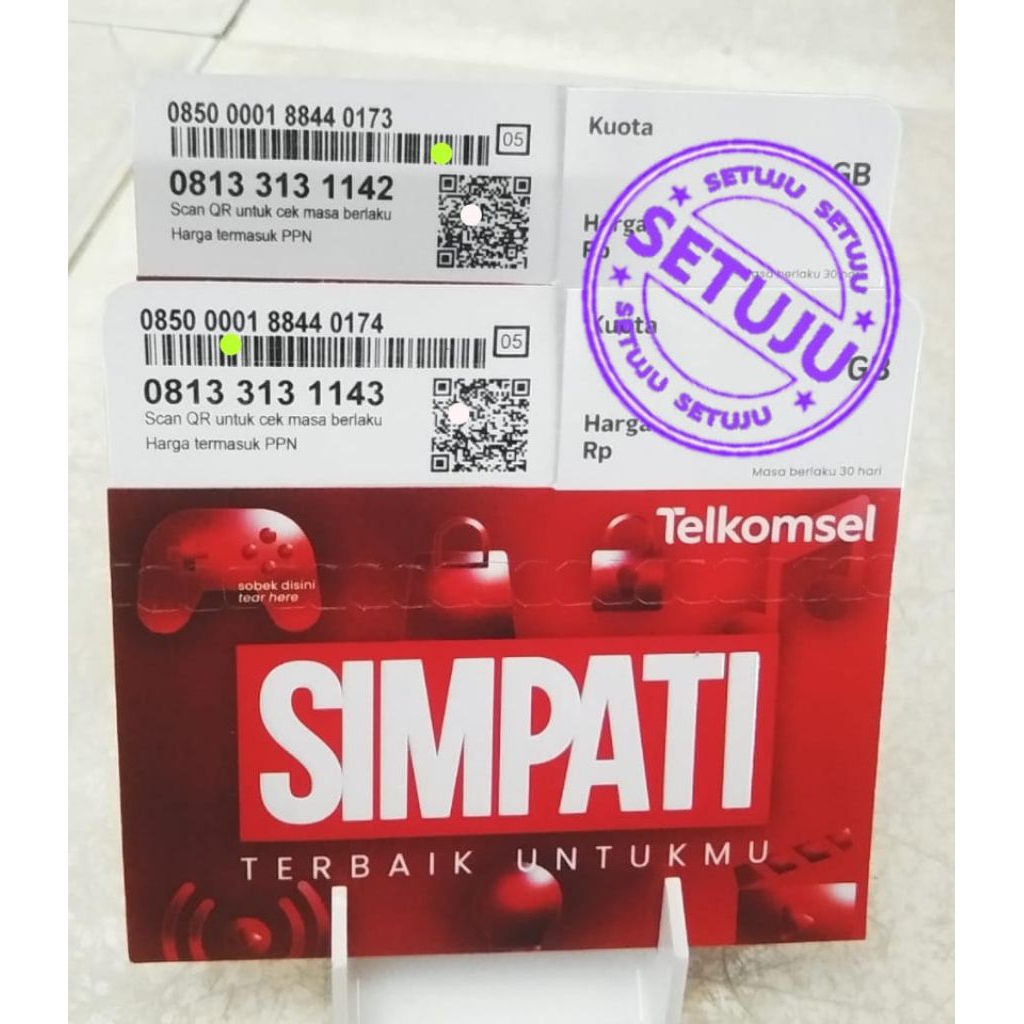 0850 0001 8844 0173
05
0813 313 1142
Scan QR untuk cek masa berlaku
Harga termasuk PPN
Kuota
GB
Harga
Rp
Masa berlaku 30 hari
0850 0001 8844 0174
05
0813 313 1143
Scan QR untuk cek masa berlaku
Harga termasuk PPN
Kuota
GB
Harga
Rp
Masa berlaku 30 hari
SETUJU SETUJU
SETUJU
SETUJU SETUJU
Telkomsel
sobek disini
tear here
SIMPATI
TERBAIK UNTUKMU